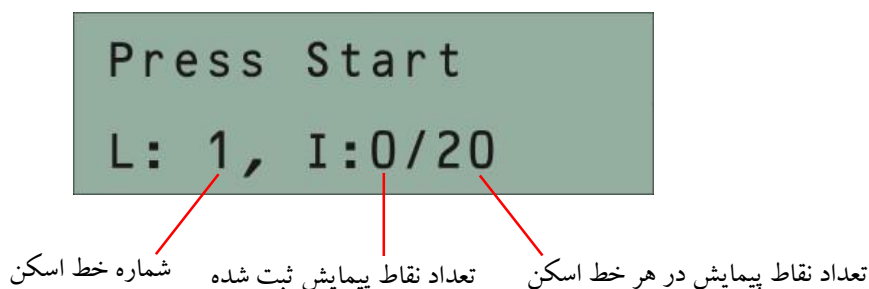 Press Start
L: 1, I:0/20
تعداد نقاط پیمایش در هر خط اسکن
تعداد نقاط پیمایش ثبت شده
شماره خط اسکن